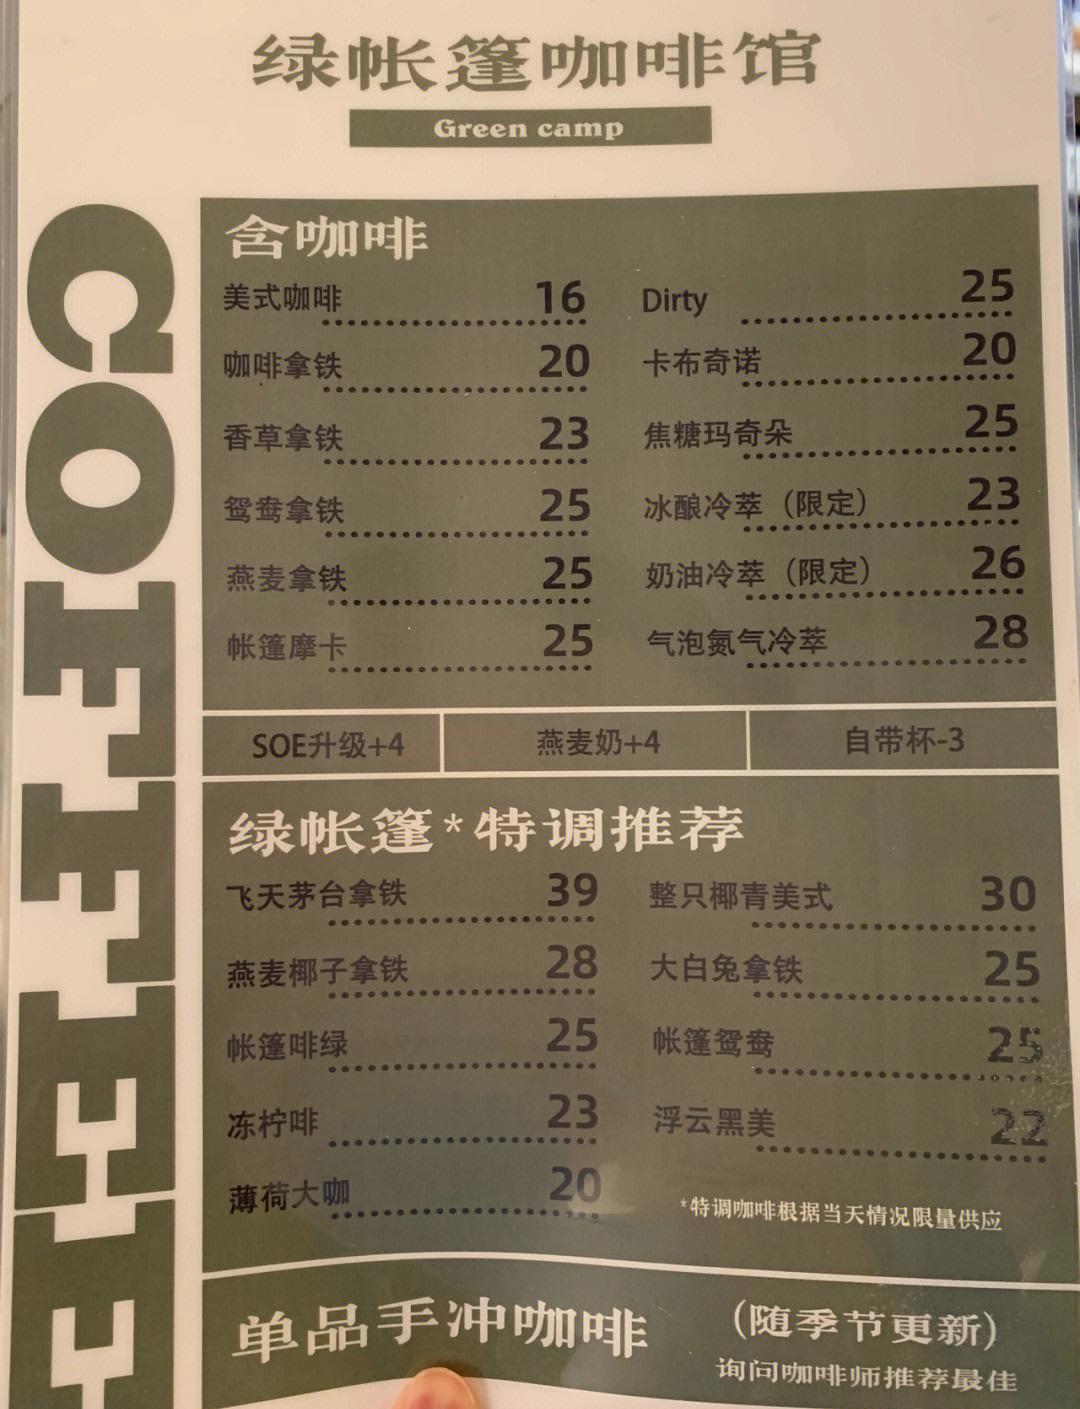 绿帐篷咖啡馆
Green camp
COFFEE
含咖啡
美式咖啡 16
咖啡拿铁 20
香草拿铁 23
鸳鸯拿铁 25
燕麦拿铁 25
帐篷摩卡 25
Dirty 25
卡布奇诺 20
焦糖玛奇朵 25
冰酿冷萃（限定） 23
奶油冷萃（限定） 26
气泡氮气冷萃 28
SOE升级+4
燕麦奶+4
自带杯-3
绿帐篷*特调推荐
飞天茅台拿铁 39
燕麦椰子拿铁 28
帐篷啡绿 25
冻柠啡 23
薄荷大咖 20
整只椰青美式 30
大白兔拿铁 25
帐篷鸳鸯 25
浮云黑美 22
*特调咖啡根据当天情况限量供应
单品手冲咖啡
（随季节更新）
询问咖啡师推荐最佳